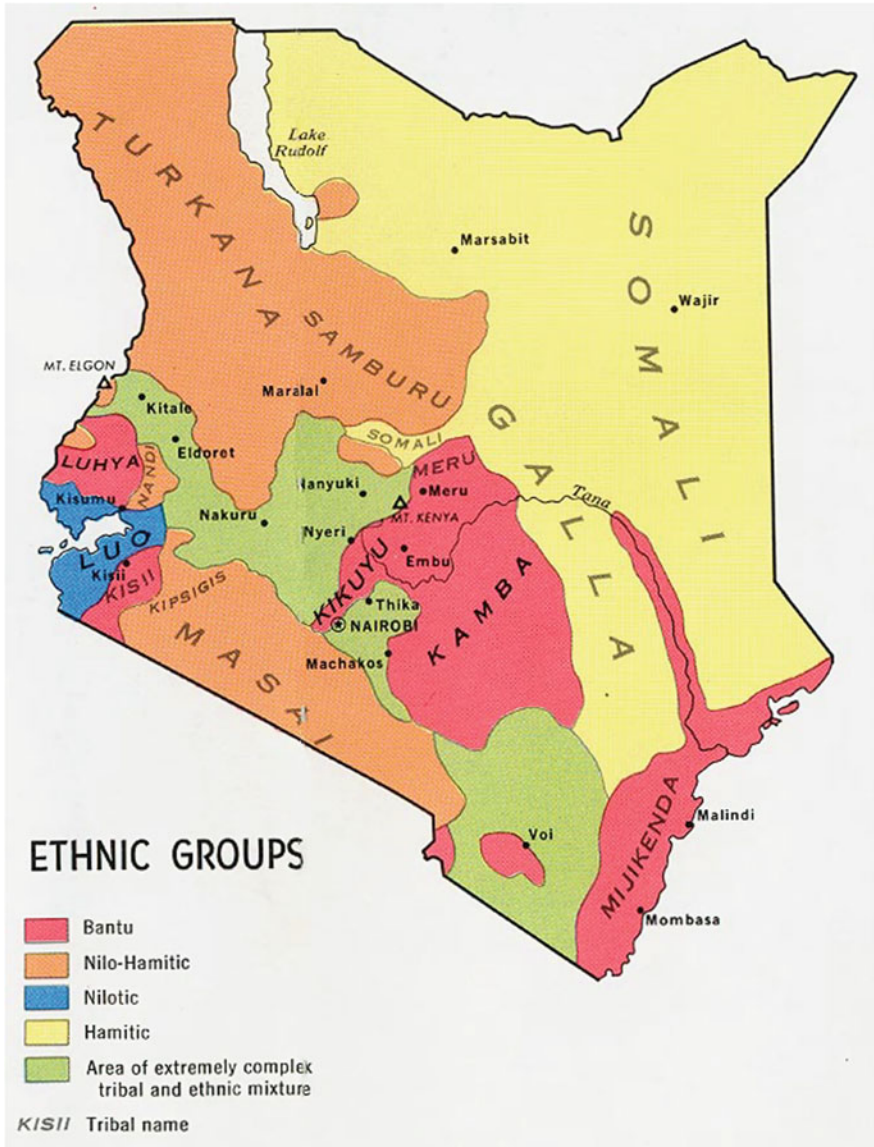 TURKANA
Lake
Rudolf
SOMALI
Marsabit
Wajir
SAMBURU
MT. ELGON
Maralal
Kitale
GALLA
SOMALI
Eldoret
LUHYA
NANDI
MERU
Nanyuki
Meru
Tana
Kisumu
MT. KENYA
Nakuru
Nyeri
LUO
Embu
Kisii
KISII
KIKUYU
KAMBA
KIPSIGIS
Thika
NAIROBI
MASAI
Machakos
MIJIKENDA
Malindi
Voi
Mombasa
ETHNIC GROUPS
Bantu
Nilo-Hamitic
Nilotic
Hamitic
Area of extremely complex
tribal and ethnic mixture
KISII Tribal name